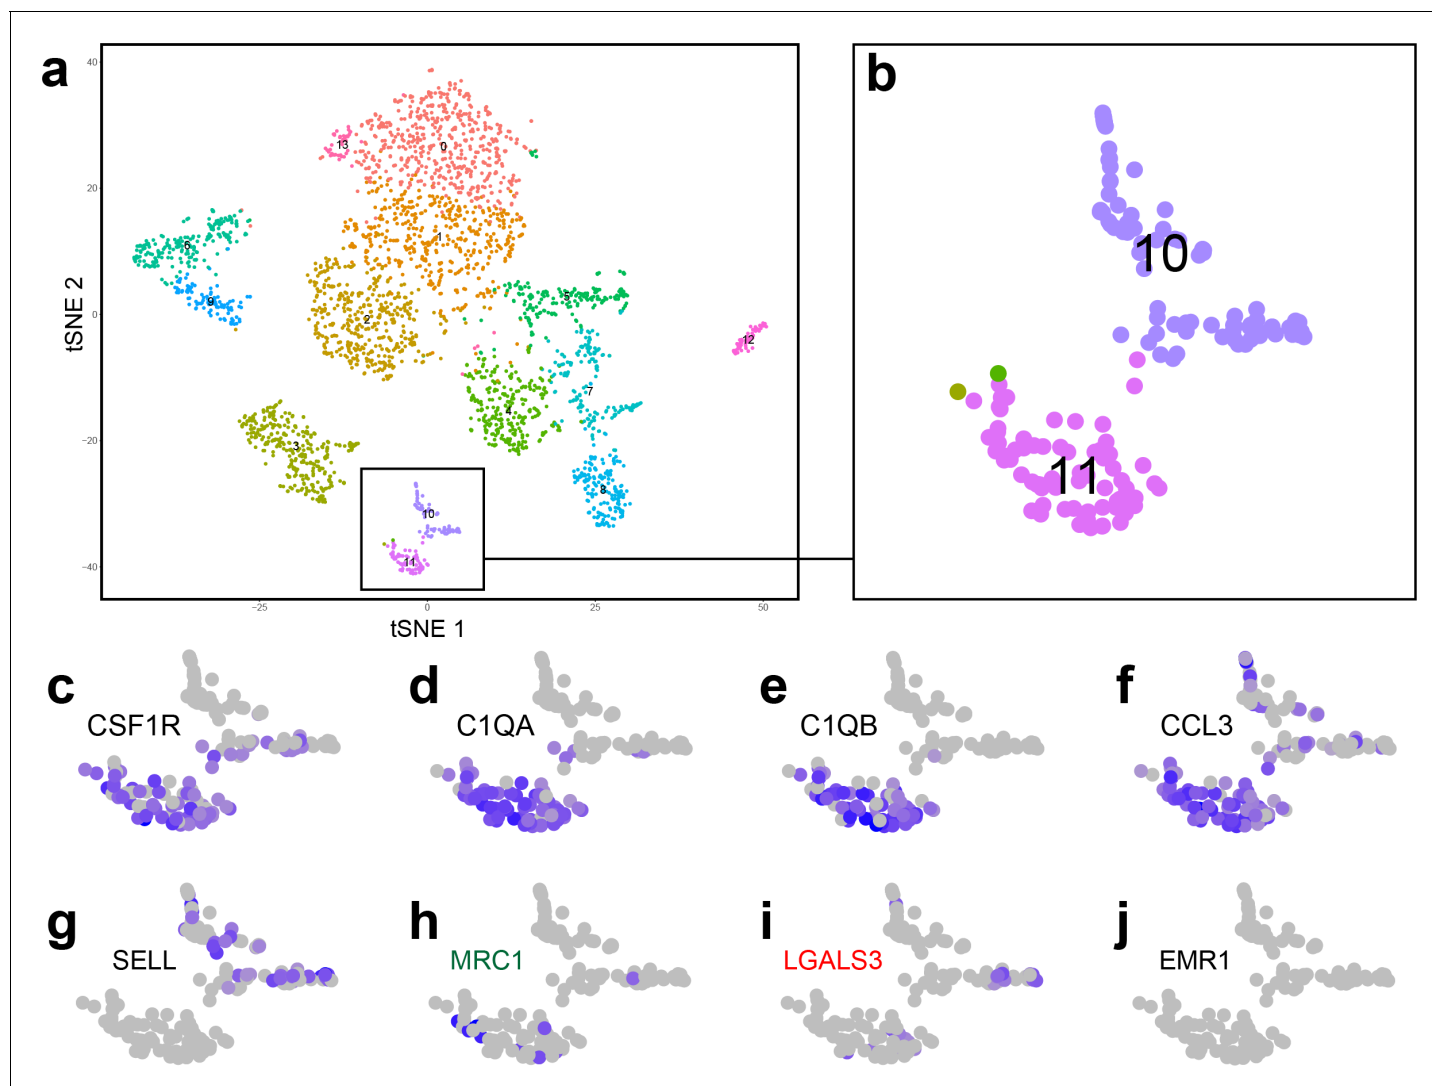 a
b
40
20
0
−20
−40
tSNE 2
13
0
1
6
9
2
5
12
7
4
3
8
10
11
−25
0
25
50
tSNE 1
10
11
c
CSF1R
d
C1QA
e
C1QB
f
CCL3
g
SELL
h
MRC1
i
LGALS3
j
EMR1